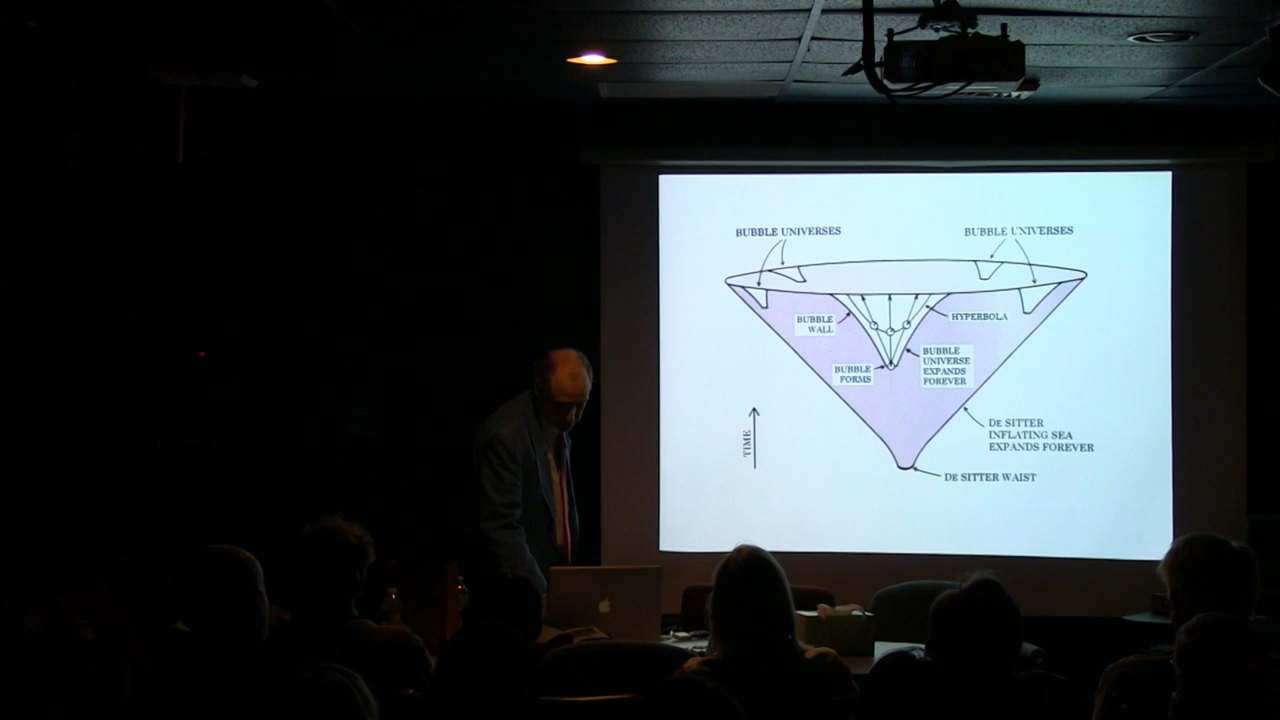 BUBBLE UNIVERSES
BUBBLE UNIVERSES
BUBBLE
WALL
HYPERBOLA
BUBBLE
UNIVERSE
EXPANDS
FOREVER
BUBBLE
FORMS
TIME
DE SITTER
INFLATING SEA
EXPANDS FOREVER
DE SITTER WAIST